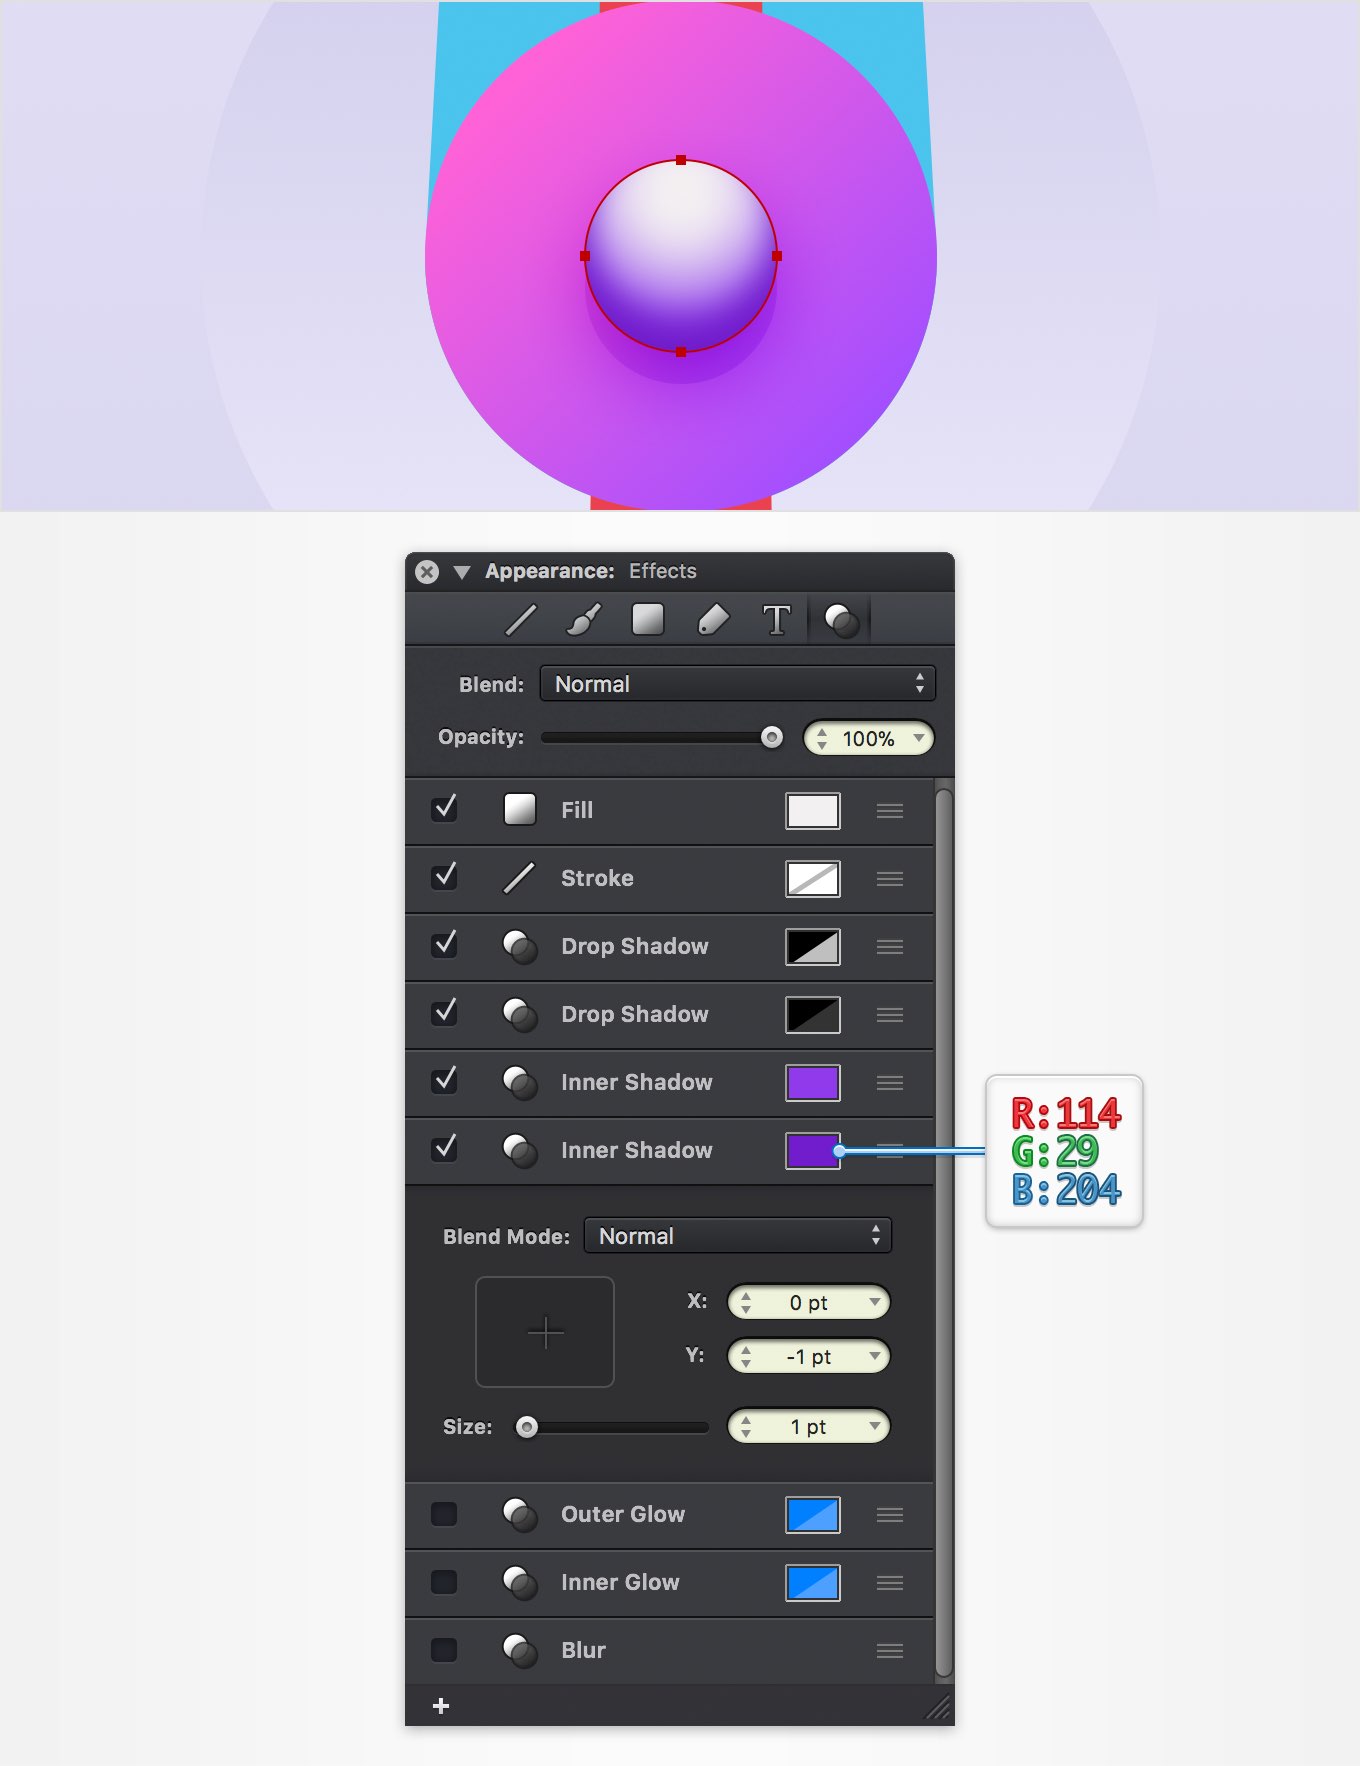 Appearance: Effects
T
Blend: Normal
Opacity: 100%
Fill
Stroke
Drop Shadow
Drop Shadow
Inner Shadow
Inner Shadow
R:114
G:29
B:204
Blend Mode: Normal
X: 0 pt
Y: -1 pt
Size: 1 pt
Outer Glow
Inner Glow
Blur